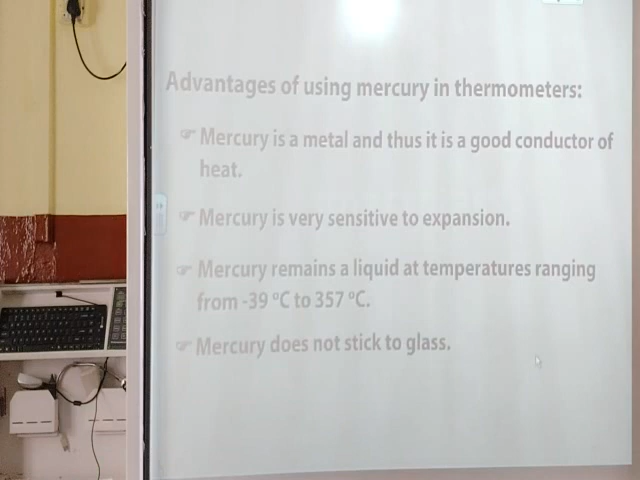 Advantages of using mercury in thermometers:
☞ Mercury is a metal and thus it is a good conductor of
heat.
☞ Mercury is very sensitive to expansion.
☞ Mercury remains a liquid at temperatures ranging
from -39 °C to 357 °C.
☞ Mercury does not stick to glass.